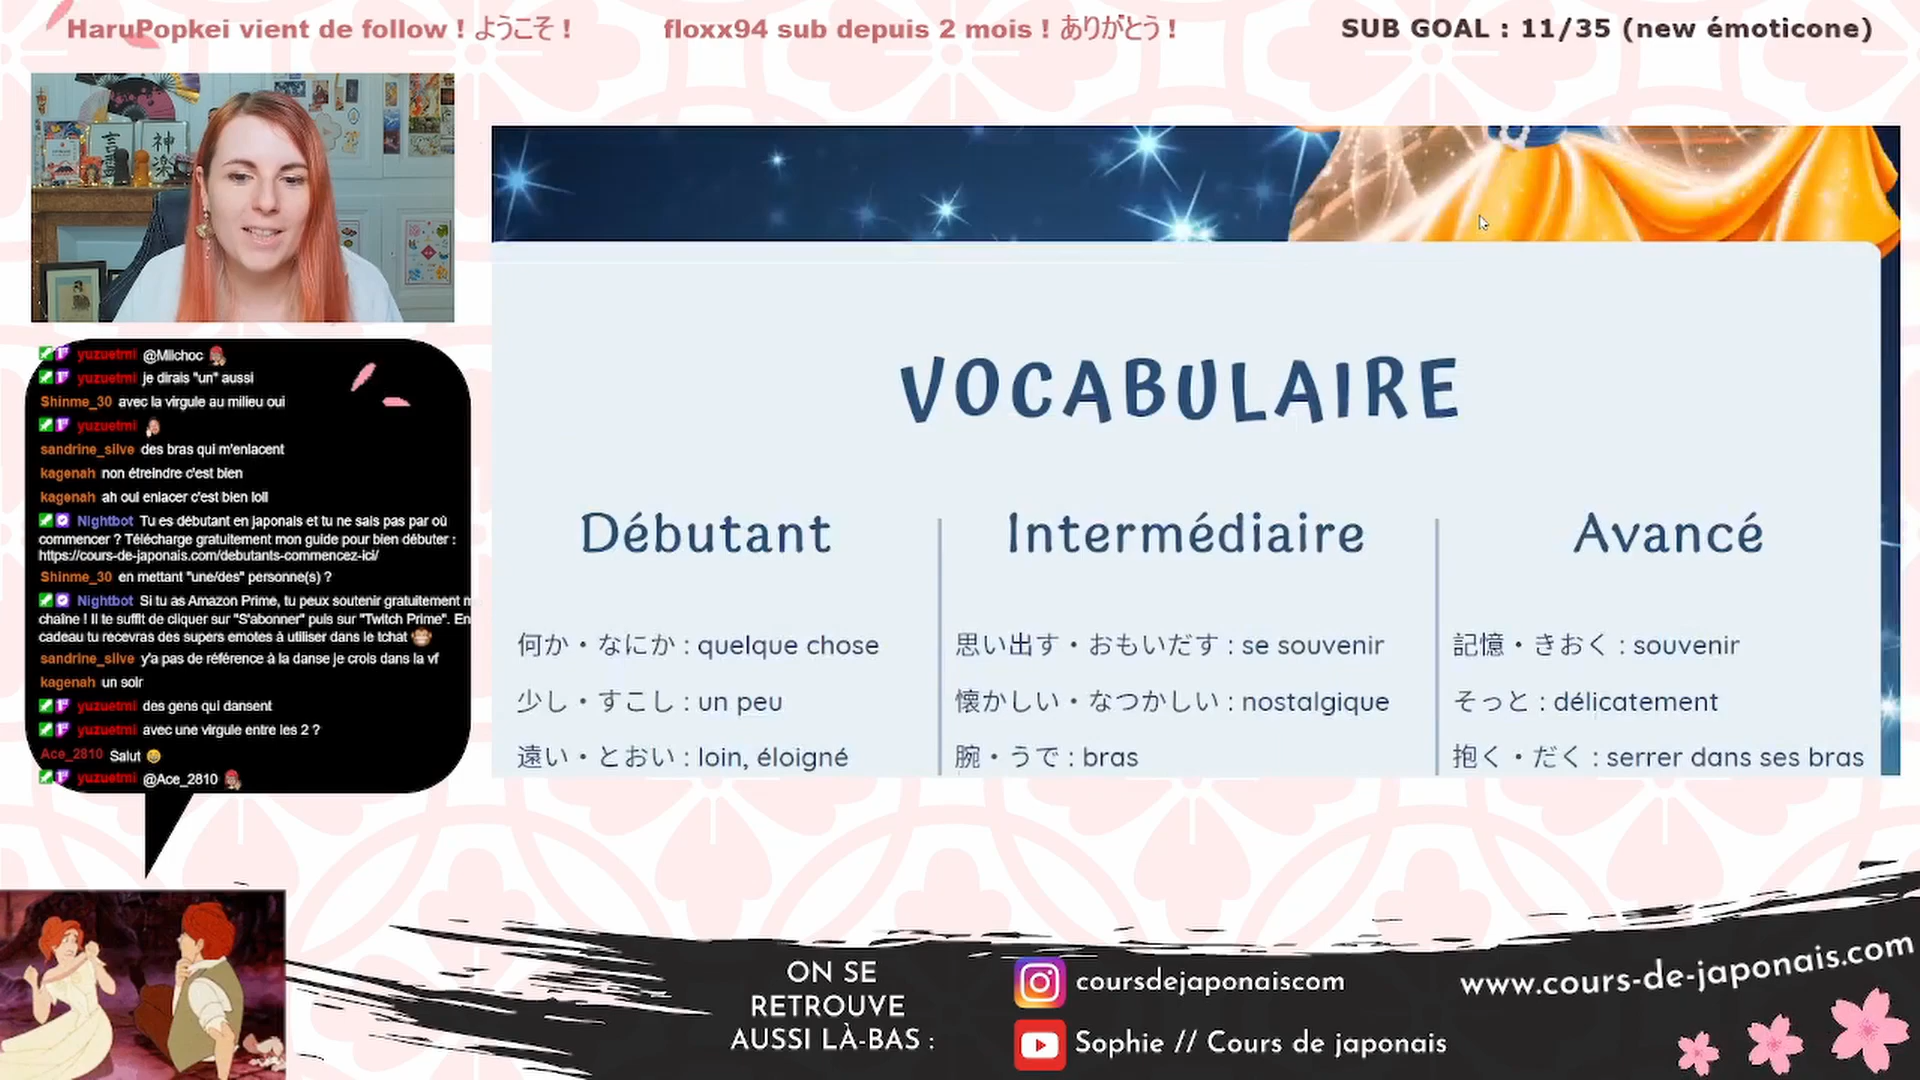 HaruPopkei vient de follow ! ようこそ !
floxx94 sub depuis 2 mois ! ありがとう !
SUB GOAL : 11/35 (new émoticone)
言霊
神楽
yuzuetmi @Milchoc
yuzuetmi je dirais "un" aussi
Shinme_30 avec la virgule au milieu oui
yuzuetmi
sandrine_silve des bras qui m'enlacent
kagenah non étreindre c'est bien
kagenah ah oui enlacer c'est bien loll
Nightbot Tu es débutant en japonais et tu ne sais pas par où
commencer ? Télécharge gratuitement mon guide pour bien débuter :
https://cours-de-japonais.com/debutants-commencez-ici/
Shinme_30 en mettant "une/des" personne(s) ?
Nightbot Si tu as Amazon Prime, tu peux soutenir gratuitement m
chaîne ! Il te suffit de cliquer sur "S'abonner" puis sur "Twitch Prime". En
cadeau tu recevras des supers emotes à utiliser dans le tchat
sandrine_silve y'a pas de référence à la danse je crois dans la vf
kagenah un soir
yuzuetmi des gens qui dansent
yuzuetmi avec une virgule entre les 2 ?
Ace_2810 Salut
yuzuetmi @Ace_2810
VOCABULAIRE
Débutant
何か・なにか : quelque chose
少し・すこし : un peu
遠い・とおい : loin, éloigné
Intermédiaire
思い出す・おもいだす : se souvenir
懐かしい・なつかしい : nostalgique
腕・うで : bras
Avancé
記憶・きおく : souvenir
そっと : délicatement
抱く・だく : serrer dans ses bras
ON SE
RETROUVE
AUSSI LÀ-BAS :
coursdejaponaiscom
Sophie // Cours de japonais
www.cours-de-japonais.com